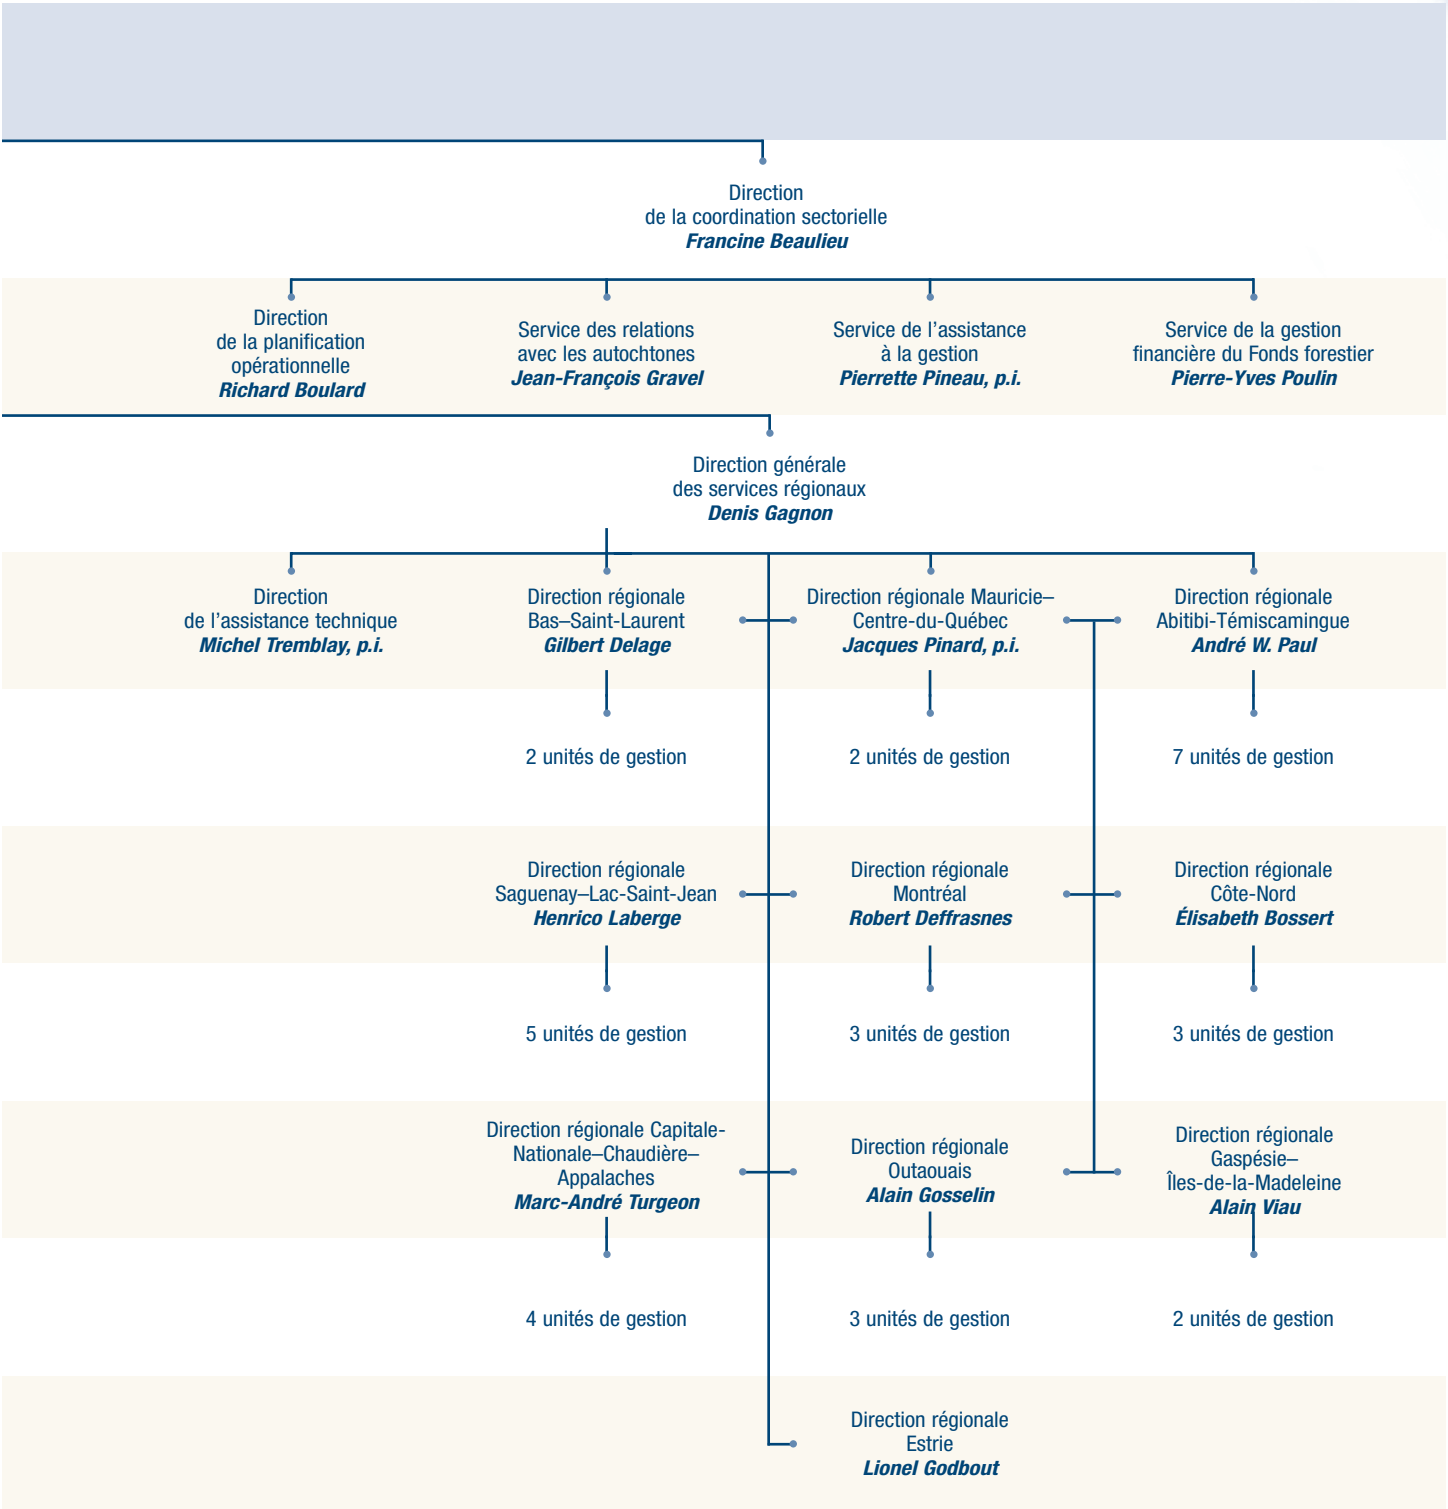 Direction
de la coordination sectorielle
Francine Beaulieu
Direction
de la planification
opérationnelle
Richard Boulard
Service des relations
avec les autochtones
Jean-François Gravel
Service de l'assistance
à la gestion
Pierrette Pineau, p.i.
Service de la gestion
financière du Fonds forestier
Pierre-Yves Poulin
Direction générale
des services régionaux
Denis Gagnon
Direction
de l'assistance technique
Michel Tremblay, p.i.
Direction régionale
Bas–Saint-Laurent
Gilbert Delage
Direction régionale Mauricie–
Centre-du-Québec
Jacques Pinard, p.i.
Direction régionale
Abitibi-Témiscamingue
André W. Paul
2 unités de gestion
2 unités de gestion
7 unités de gestion
Direction régionale
Saguenay–Lac-Saint-Jean
Henrico Laberge
Direction régionale
Montréal
Robert Deffrasnes
Direction régionale
Côte-Nord
Élisabeth Bossert
5 unités de gestion
3 unités de gestion
3 unités de gestion
Direction régionale Capitale-
Nationale–Chaudière–
Appalaches
Marc-André Turgeon
Direction régionale
Outaouais
Alain Gosselin
Direction régionale
Gaspésie–
Îles-de-la-Madeleine
Alain Viau
4 unités de gestion
3 unités de gestion
2 unités de gestion
Direction régionale
Estrie
Lionel Godbout